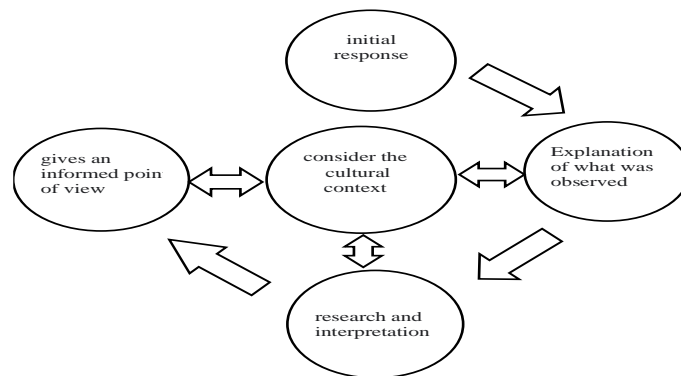 initial
response
gives an
informed poin
of view
consider the
cultural
context
Explanation
of what was
observed
research and
interpretation